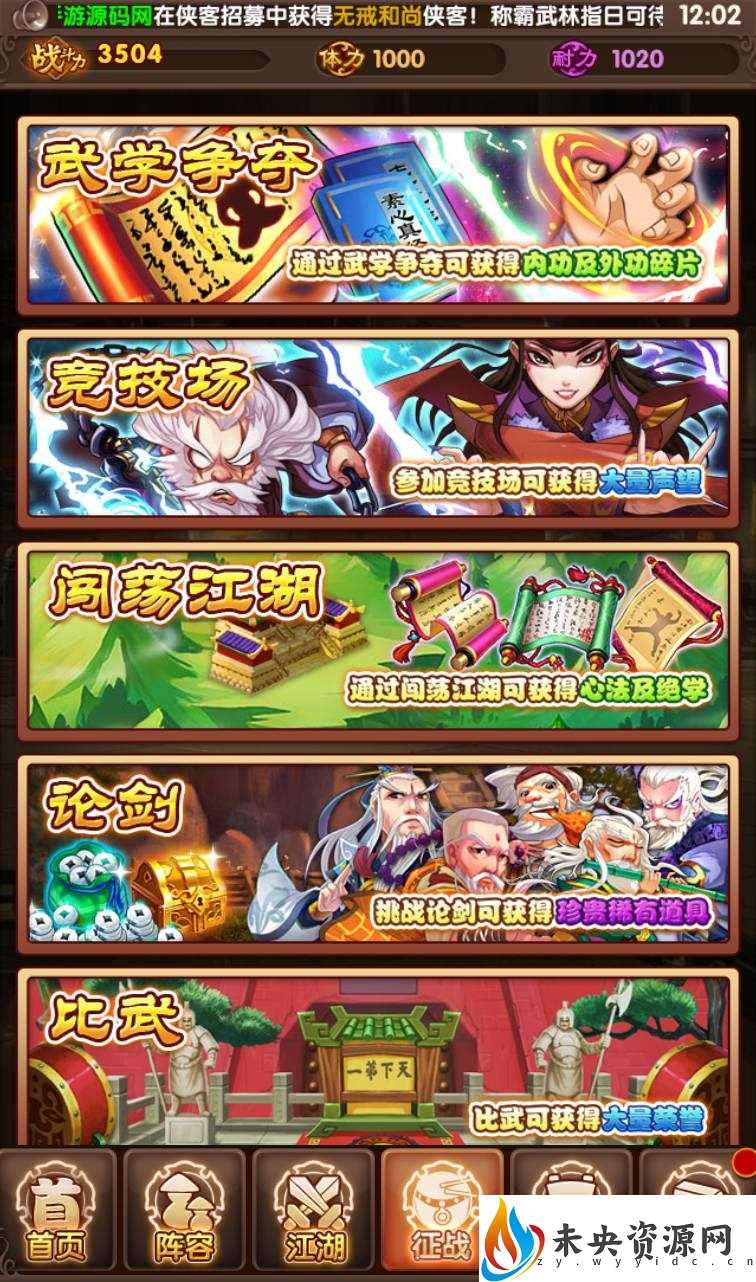 手游源码网在侠客招募中获得无戒和尚侠客！称霸武林指日可待
12:02
战斗力 3504
体力 1000
耐力 1020
武学争夺
素心真经
通过武学争夺可获得内功及外功碎片
竞技场
参加竞技场可获得大量声望
闯荡江湖
通过闯荡江湖可获得心法及绝学
论剑
挑战论剑可获得珍贵稀有道具
比武
一第下天
比武可获得大量荣誉
首
首页
阵容
江湖
征战
未央资源网
zy.wyyidc.cn